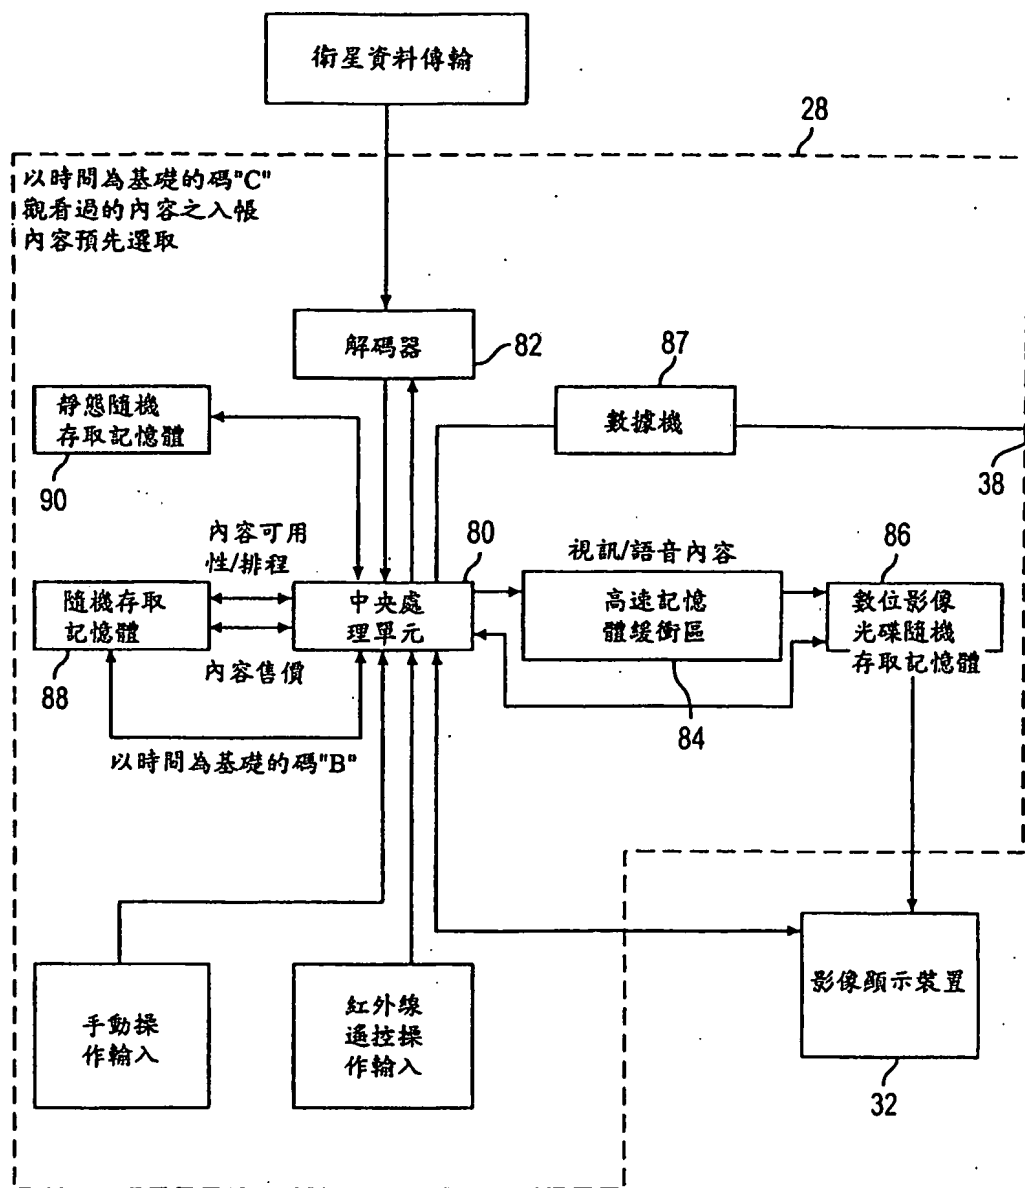 衛星資料傳輸
28
以時間為基礎的碼"C"
觀看過的內容之入帳
內容預先選取
解碼器
82
87
數據機
38
靜態隨機
存取記憶體
90
內容可用
性/排程
80
視訊/語音內容
86
隨機存取
記憶體
88
中央處
理單元
高速記憶
體緩衝區
84
數位影像
光碟隨機
存取記憶體
內容售價
以時間為基礎的碼"B"
手動操
作輸入
紅外線
遙控操
作輸入
影像顯示裝置
32